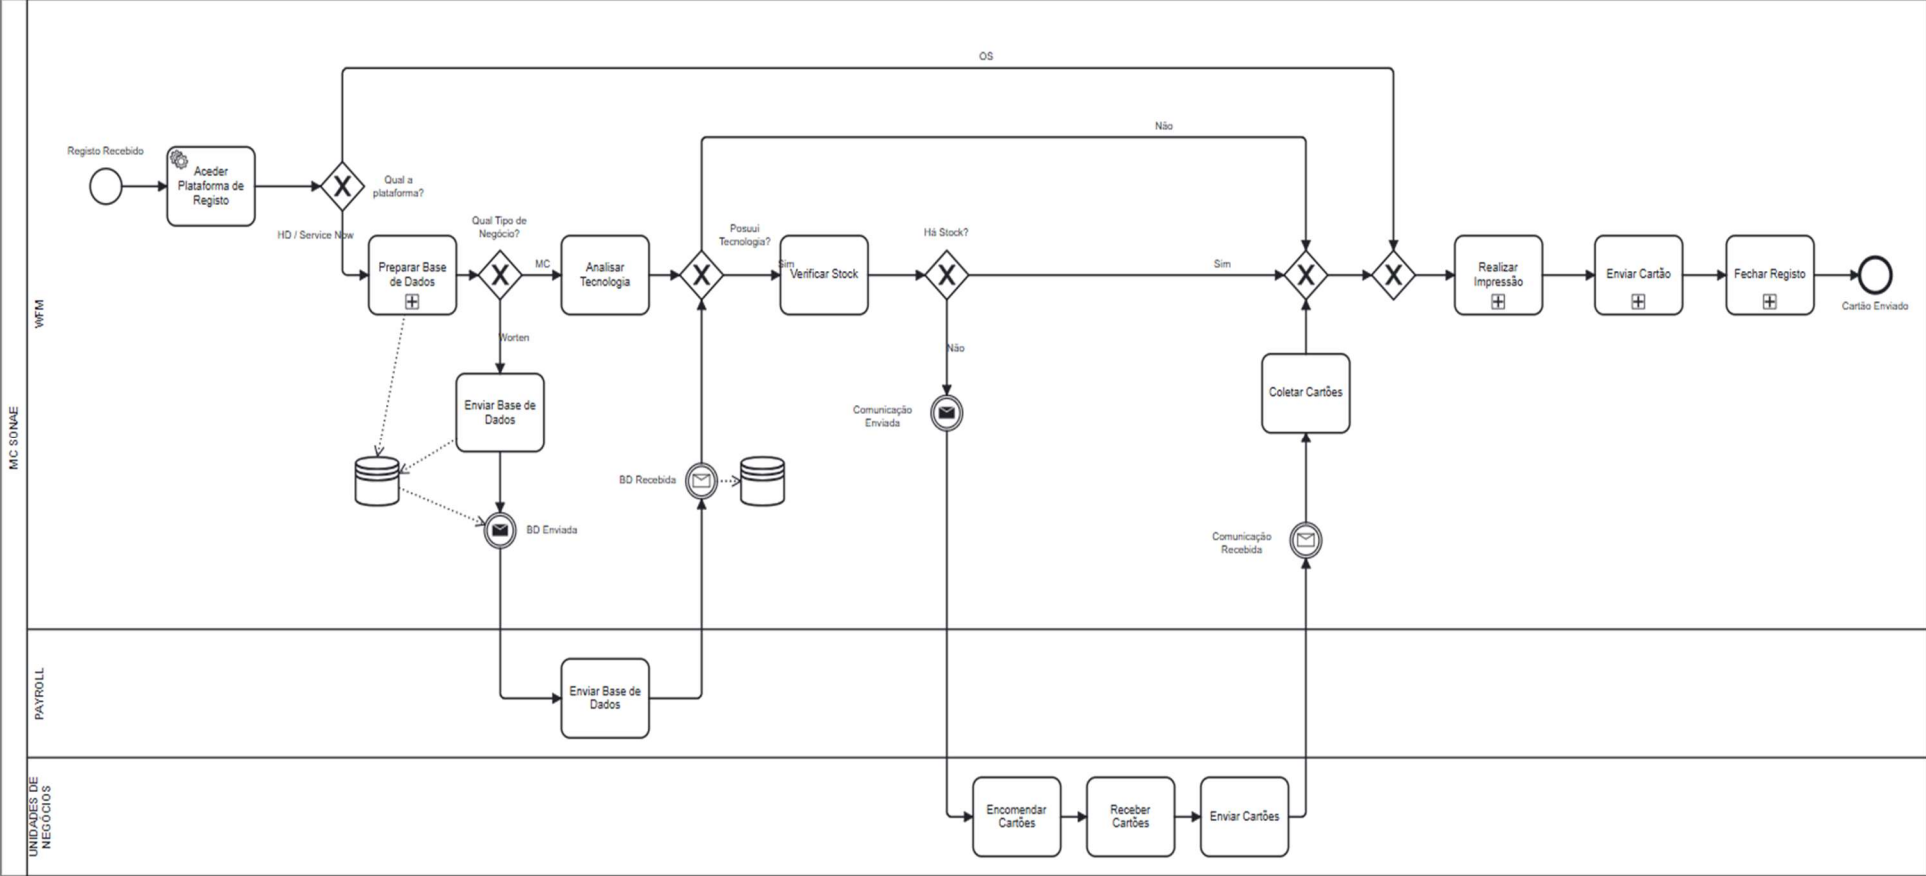 MC SONAE
WFM
OS
Não
Registo Recebido
Aceder
Plataforma de
Registo
Qual a
plataforma?
HD / Service Now
Preparar Base
de Dados
Qual Tipo de
Negócio?
MC
Analisar
Tecnologia
Posuui
Tecnologia?
Sim
Verificar Stock
Há Stock?
Sim
Realizar
Impressão
Enviar Cartão
Fechar Registo
Cartão Enviado
Worten
Não
Enviar Base de
Dados
Comunicação
Enviada
Coletar Cartões
BD Recebida
BD Enviada
Comunicação
Recebida
PAYROLL
Enviar Base de
Dados
UNIDADES DE
NEGÓCIOS
Encomendar
Cartões
Receber
Cartões
Enviar Cartões